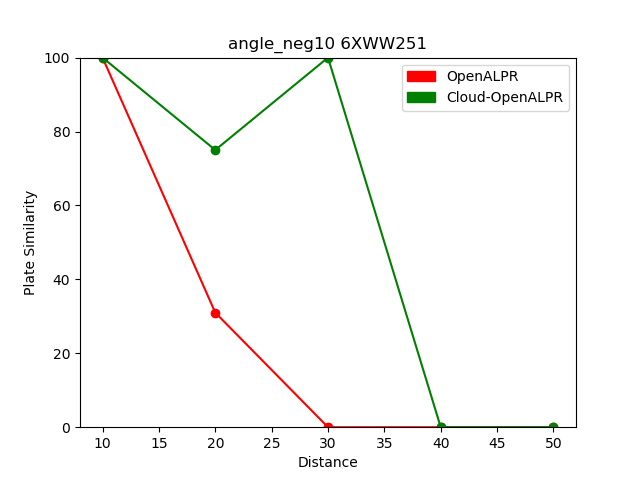 angle_neg10 6XWW251
OpenALPR
Cloud-OpenALPR
Plate Similarity
100
80
60
40
20
0
10 15 20 25 30 35 40 45 50
Distance